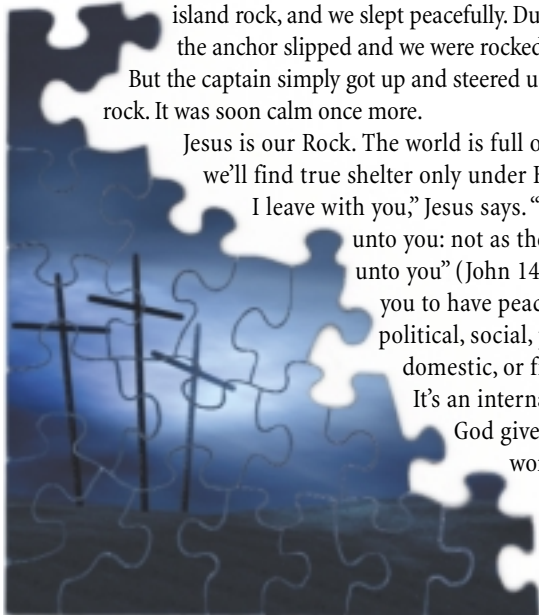 island rock, and we slept peacefully. Du
the anchor slipped and we were rocked
But the captain simply got up and steered u
rock. It was soon calm once more.
Jesus is our Rock. The world is full o
we’ll find true shelter only under
I leave with you,” Jesus says. “
unto you: not as the
unto you” (John 14
you to have peac
political, social,
domestic, or f
It’s an interna
God give
wor